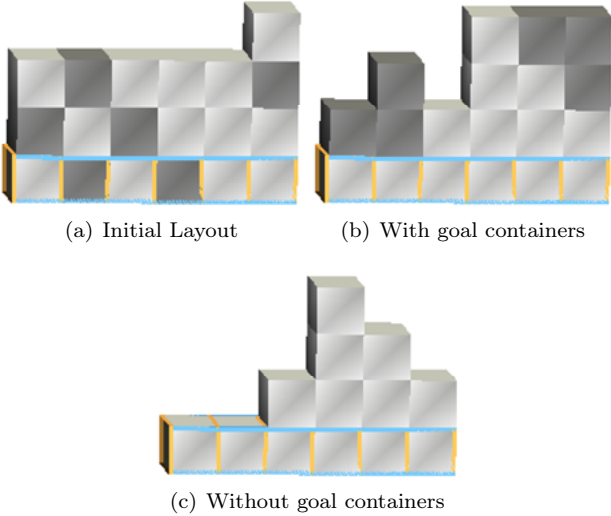 (a) Initial Layout
(b) With goal containers
(c) Without goal containers